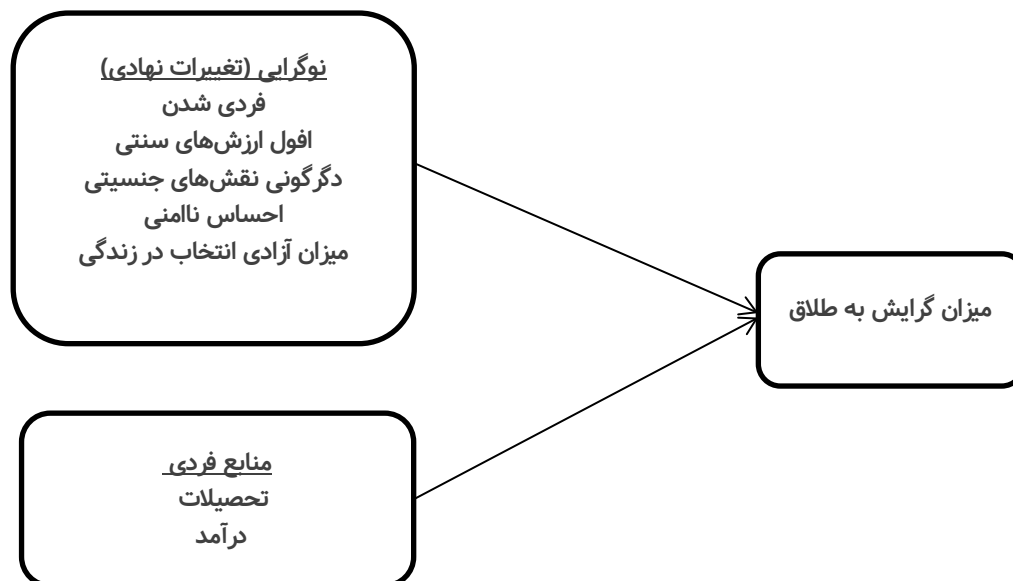 نوگرایی (تغییرات نهادی)
فردی شدن
افول ارزش‌های سنتی
دگرگونی نقش‌های جنسیتی
احساس ناامنی
میزان آزادی انتخاب در زندگی
میزان گرایش به طلاق
منابع فردی
تحصیلات
درآمد